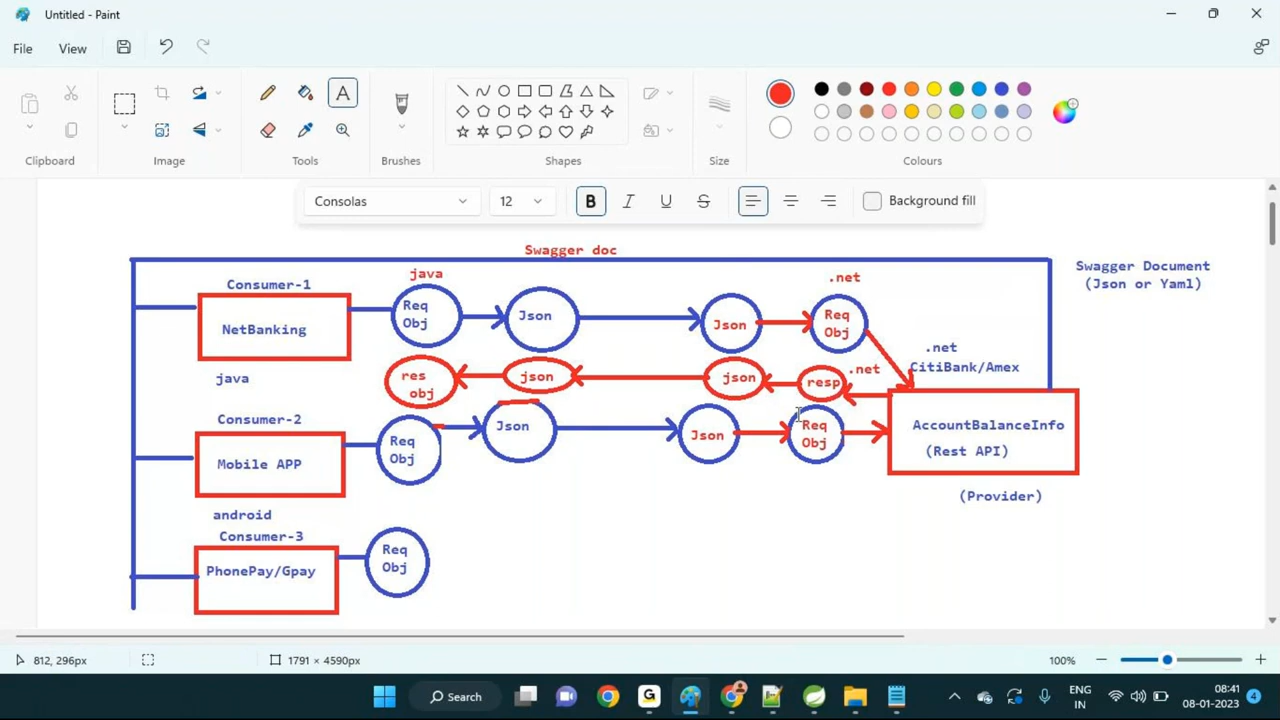 Untitled - Paint
File
View
Clipboard
Image
Tools
Brushes
Shapes
Size
Colours
Consolas
12
B
I
U
S
Background fill
Swagger doc
Swagger Document
(Json or Yaml)
Consumer-1
java
.net
NetBanking
Req
Obj
Json
Json
Req
Obj
.net
CitiBank/Amex
java
res
obj
json
json
resp
.net
Consumer-2
Mobile APP
Req
Obj
Json
Json
Req
Obj
AccountBalanceInfo
(Rest API)
(Provider)
android
Consumer-3
PhonePay/Gpay
Req
Obj
812, 296px
1791 × 4590px
100%
Search
ENG
IN
08:41
08-01-2023
4